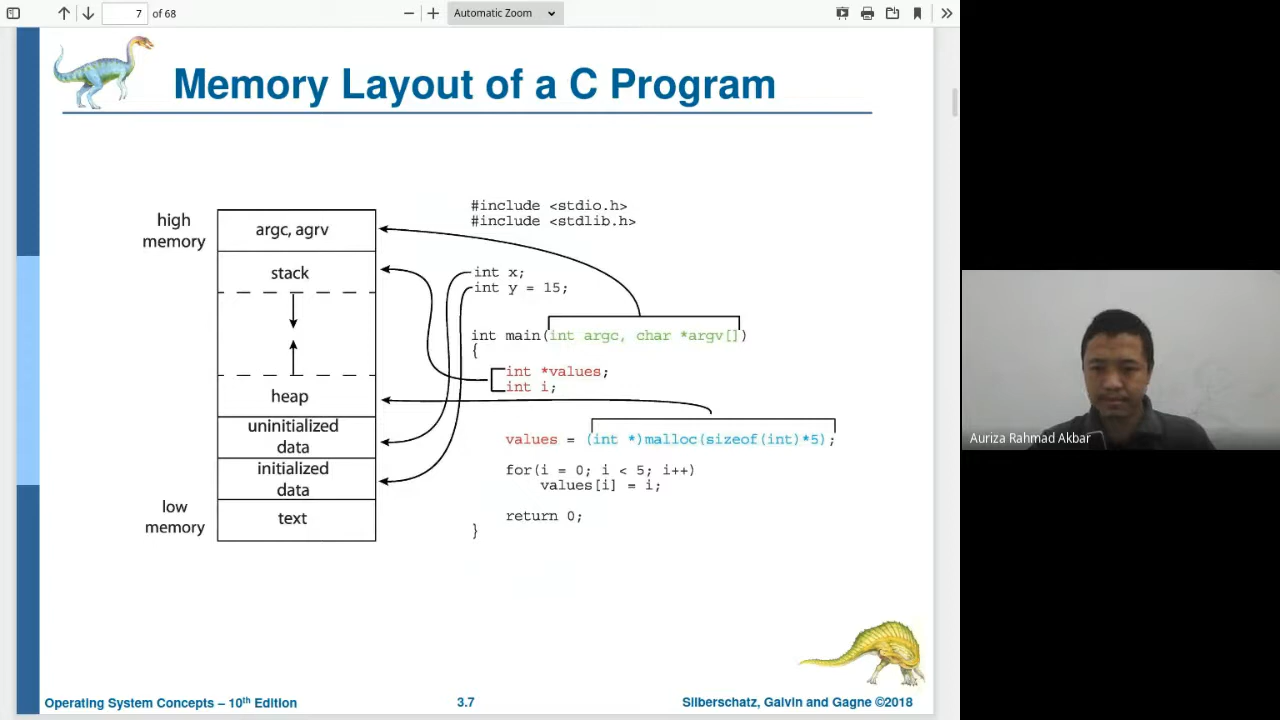 7 of 68
Automatic Zoom
Memory Layout of a C Program
high
memory
argc, agrv
stack
heap
uninitialized
data
initialized
data
text
low
memory
#include <stdio.h>
#include <stdlib.h>
int x;
int y = 15;
int main(int argc, char *argv[])
{
int *values;
int i;
values = (int *)malloc(sizeof(int)*5);
for(i = 0; i < 5; i++)
values[i] = i;
return 0;
}
Operating System Concepts – 10th Edition
3.7
Silberschatz, Galvin and Gagne ©2018
Auriza Rahmad Akbar